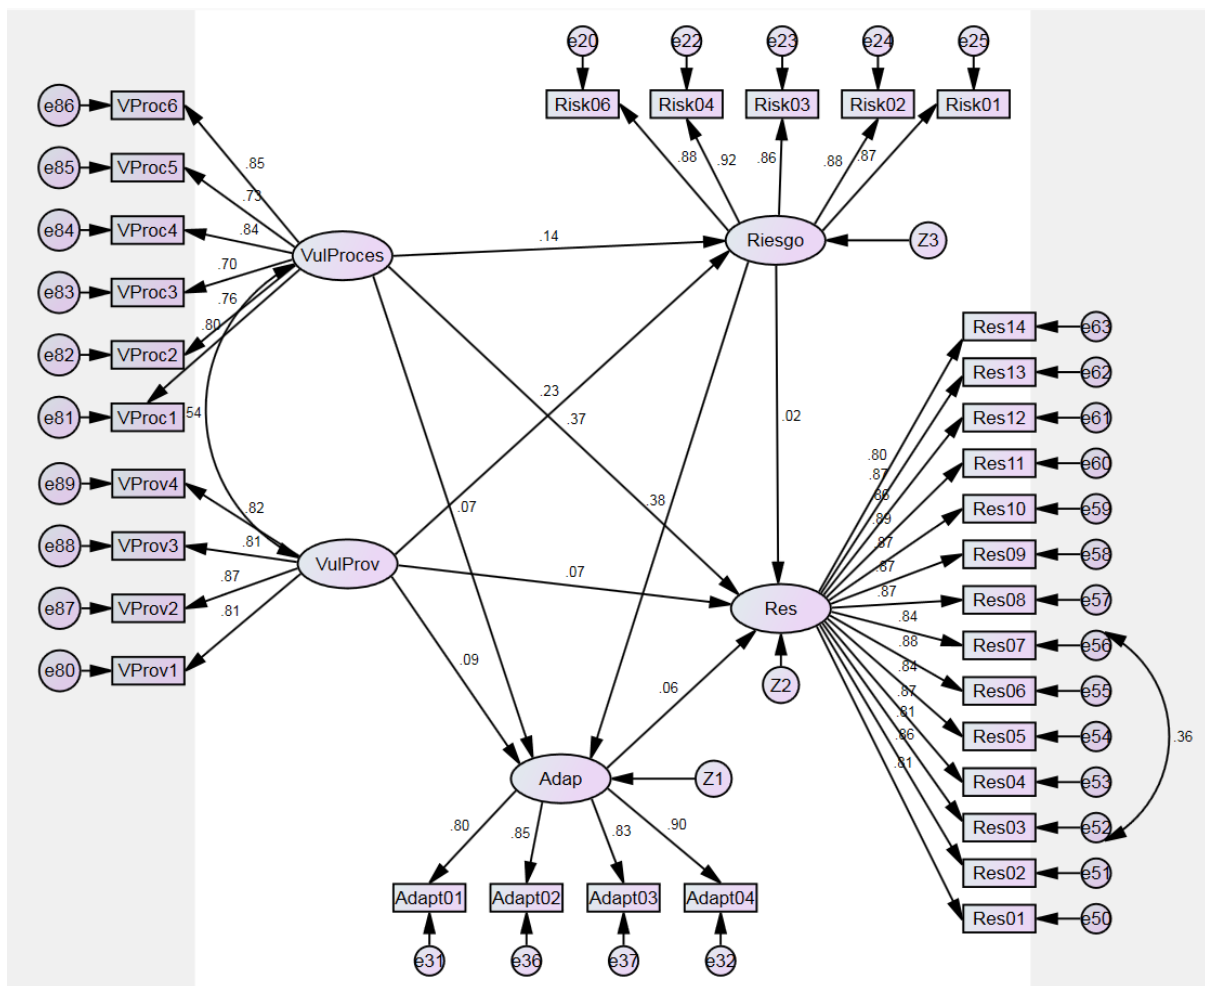 e20 e22 e23 e24 e25
Risk06 Risk04 Risk03 Risk02 Risk01
.88 .92 .86 .88 .87
e86 VProc6
e85 VProc5
e84 VProc4
e83 VProc3
e82 VProc2
e81 VProc1
.85
.73
.84
.70
.76
.80
VulProces
Riesgo
Z3
.14
.54
.23
.37
.02
.38
.07
e89 VProv4
e88 VProv3
e87 VProv2
e80 VProv1
.82
.81
.87
.81
VulProv
.07
.09
.06
Res
Z2
Res14 e63
Res13 e62
Res12 e61
Res11 e60
Res10 e59
Res09 e58
Res08 e57
Res07 e56
Res06 e55
Res05 e54
Res04 e53
Res03 e52
Res02 e51
Res01 e50
.80
.87
.86
.89
.87
.87
.87
.84
.88
.84
.87
.81
.86
.81
.36
Adap
Z1
.80 .85 .83 .90
Adapt01 Adapt02 Adapt03 Adapt04
e31 e36 e37 e32